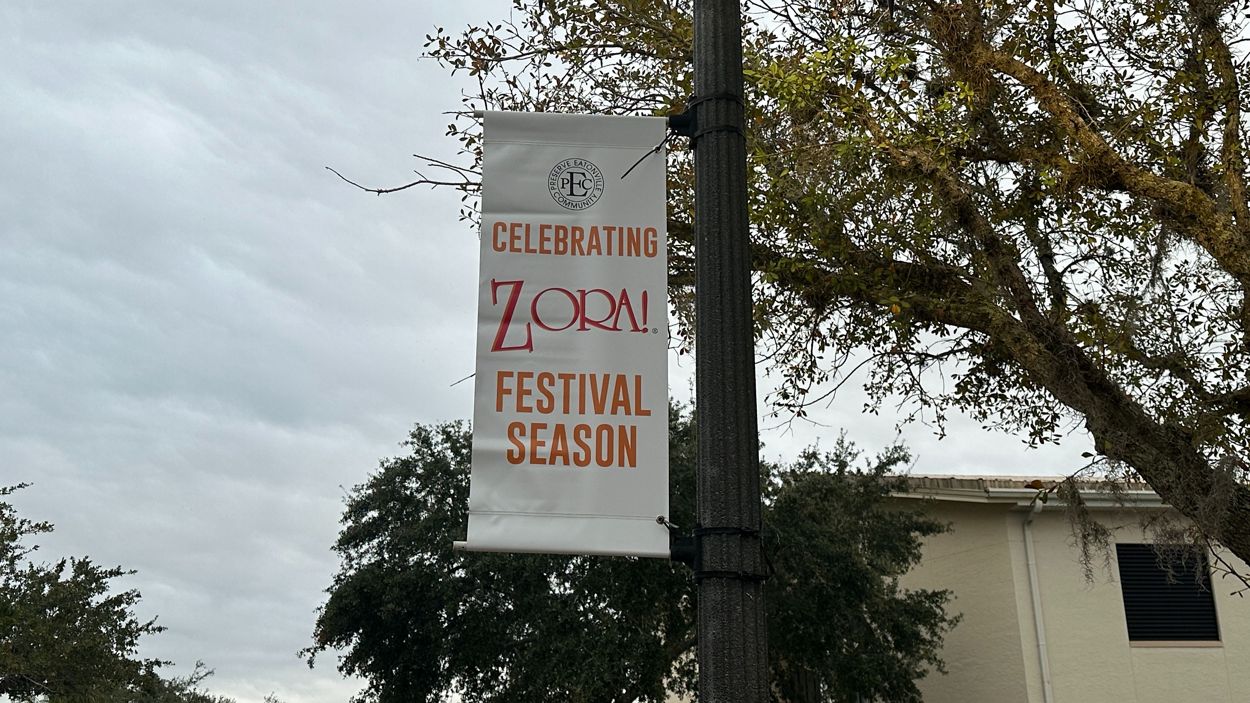 PRESERVE EATONVILLE
PEC
COMMUNITY
CELEBRATING
ZORA!®
FESTIVAL
SEASON